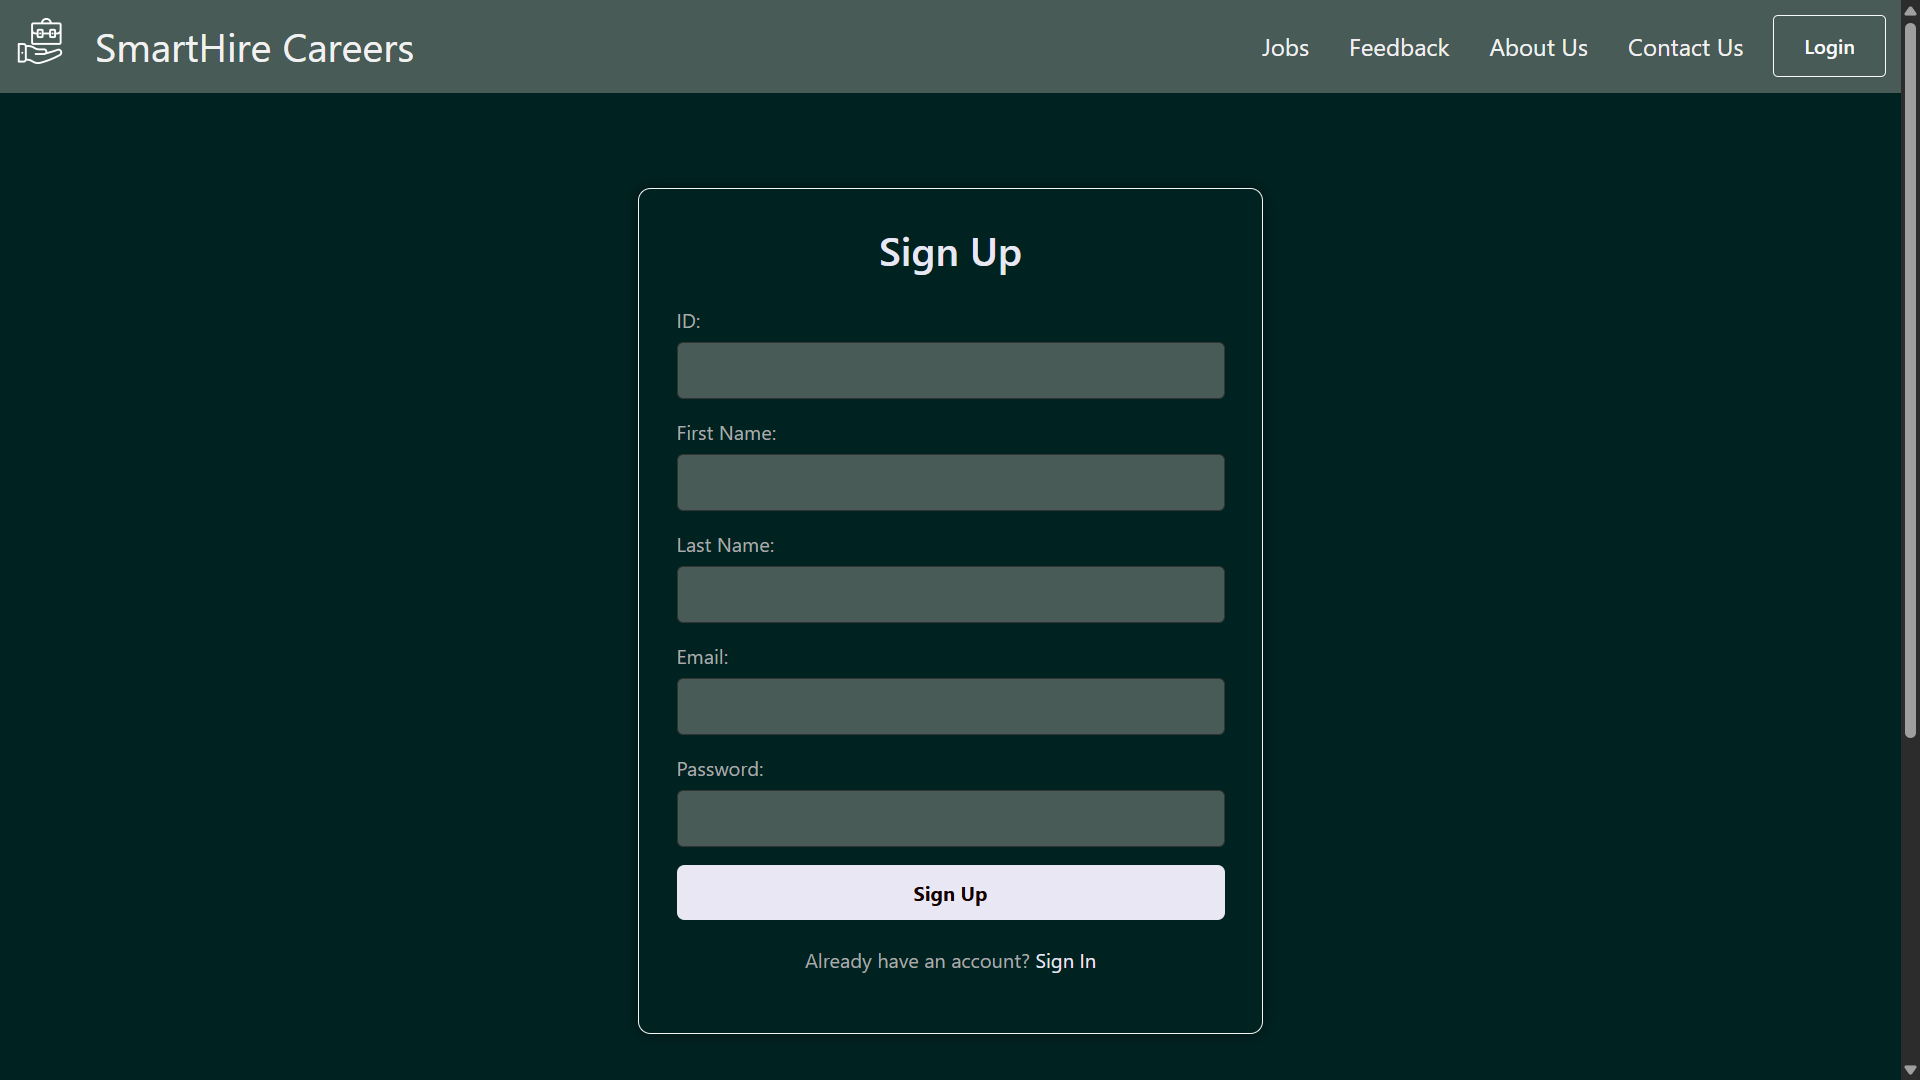 SmartHire Careers
Jobs Feedback About Us Contact Us Login
Sign Up
ID:
First Name:
Last Name:
Email:
Password:
Sign Up
Already have an account? Sign In